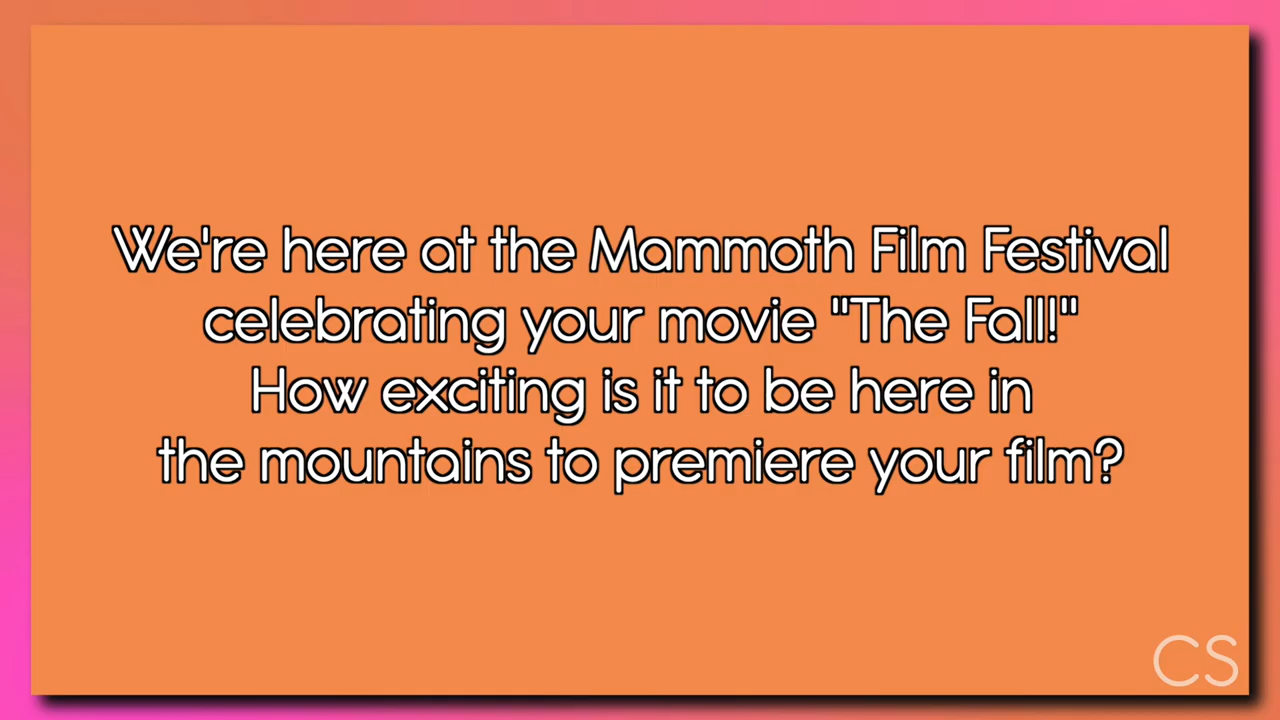 We're here at the Mammoth Film Festival
celebrating your movie "The Fall!"
How exciting is it to be here in
the mountains to premiere your film?
CS